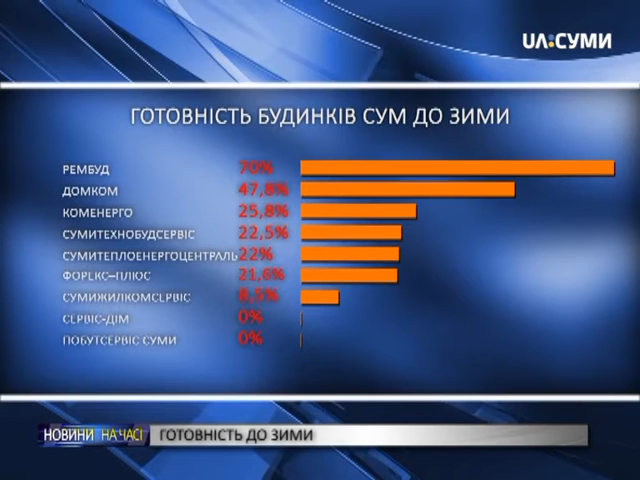 UA:СУМИ
ГОТОВНІСТЬ БУДИНКІВ СУМ ДО ЗИМИ
РЕМБУД 70%
ДОМКОМ 47,8%
КОМЕНЕРГО 25,8%
СУМИТЕХНОБУДСЕРВІС 22,5%
СУМИТЕПЛОЕНЕРГОЦЕНТРАЛЬ 22%
ФОРЕКС-ПЛЮС 21,6%
СУМИЖИЛКОМСЕРВІС 8,5%
СЕРВІС-ДІМ 0%
ПОБУТСЕРВІС СУМИ 0%
НОВИНИ НА ЧАСІ ГОТОВНІСТЬ ДО ЗИМИ